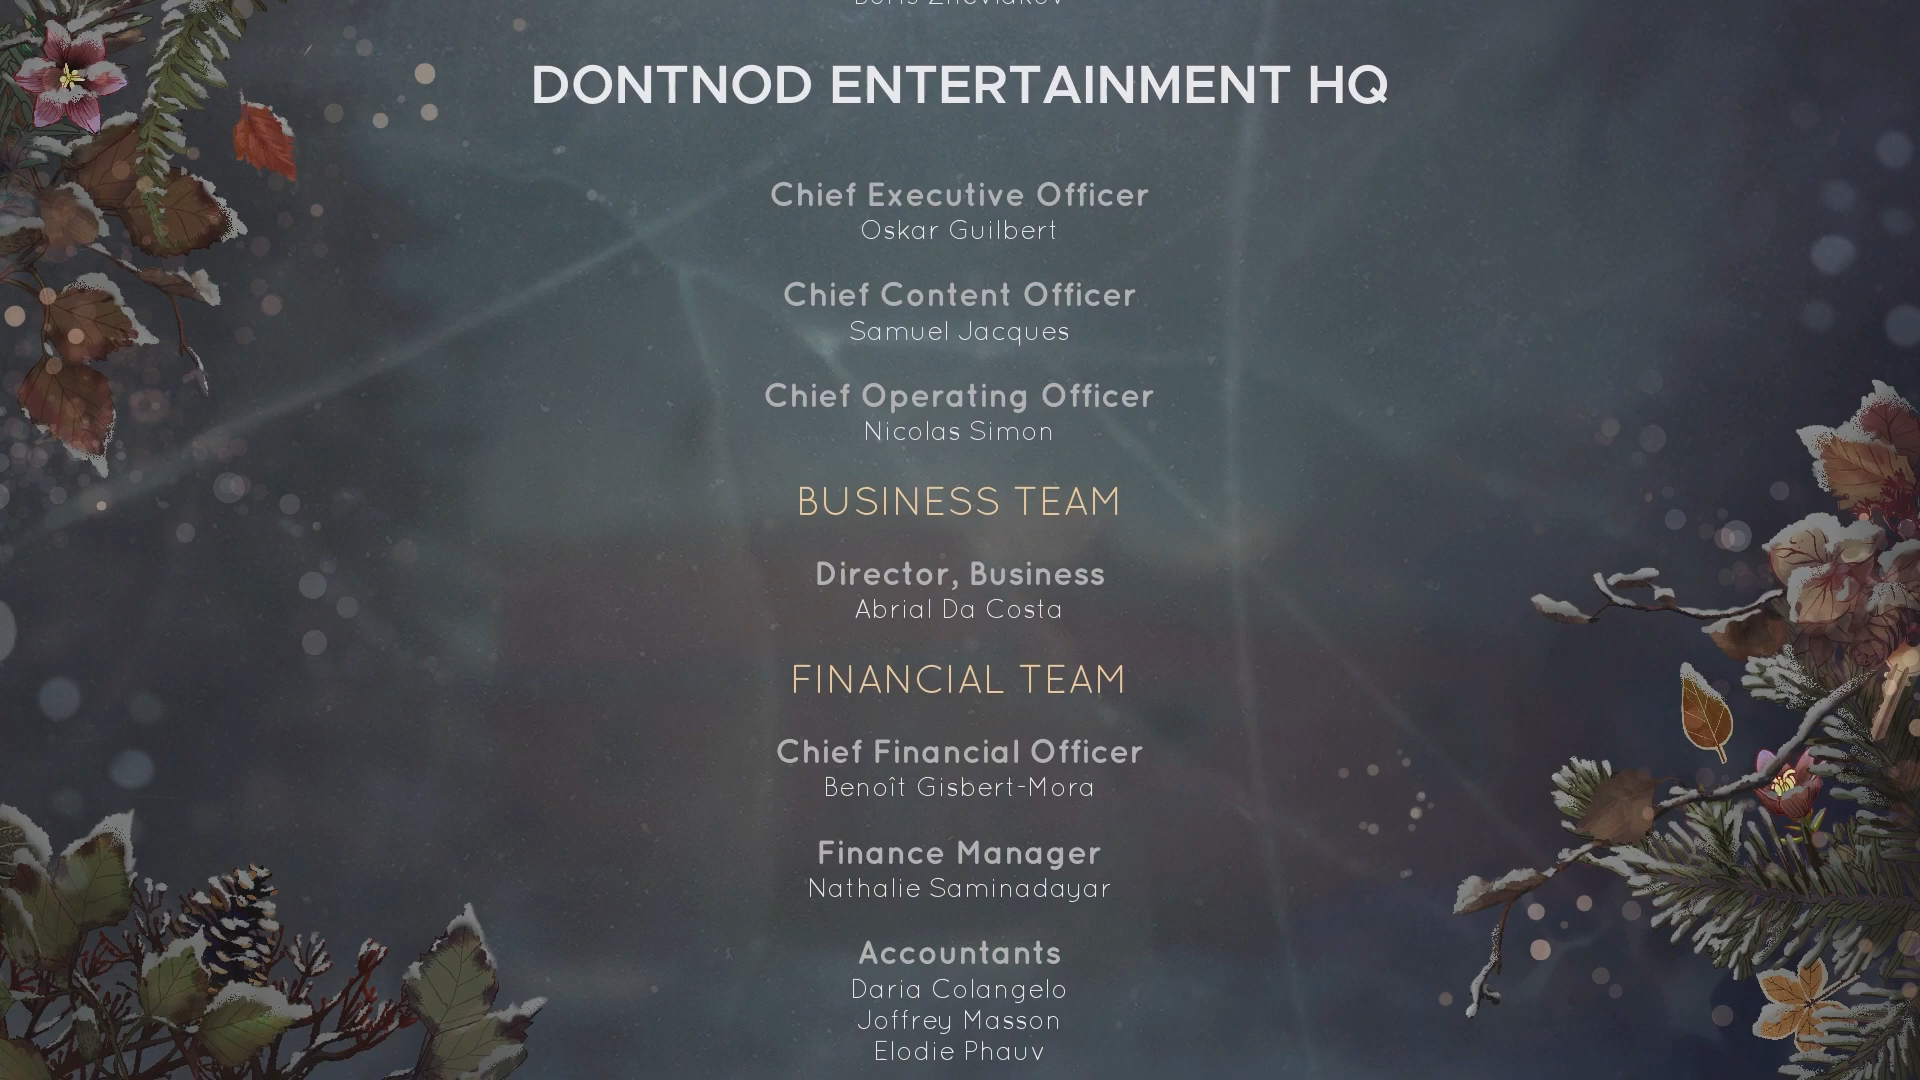 DONTNOD ENTERTAINMENT HQ
Chief Executive Officer
Oskar Guilbert
Chief Content Officer
Samuel Jacques
Chief Operating Officer
Nicolas Simon
BUSINESS TEAM
Director, Business
Abrial Da Costa
FINANCIAL TEAM
Chief Financial Officer
Benoît Gisbert-Mora
Finance Manager
Nathalie Saminadayar
Accountants
Daria Colangelo
Joffrey Masson
Elodie Phauv